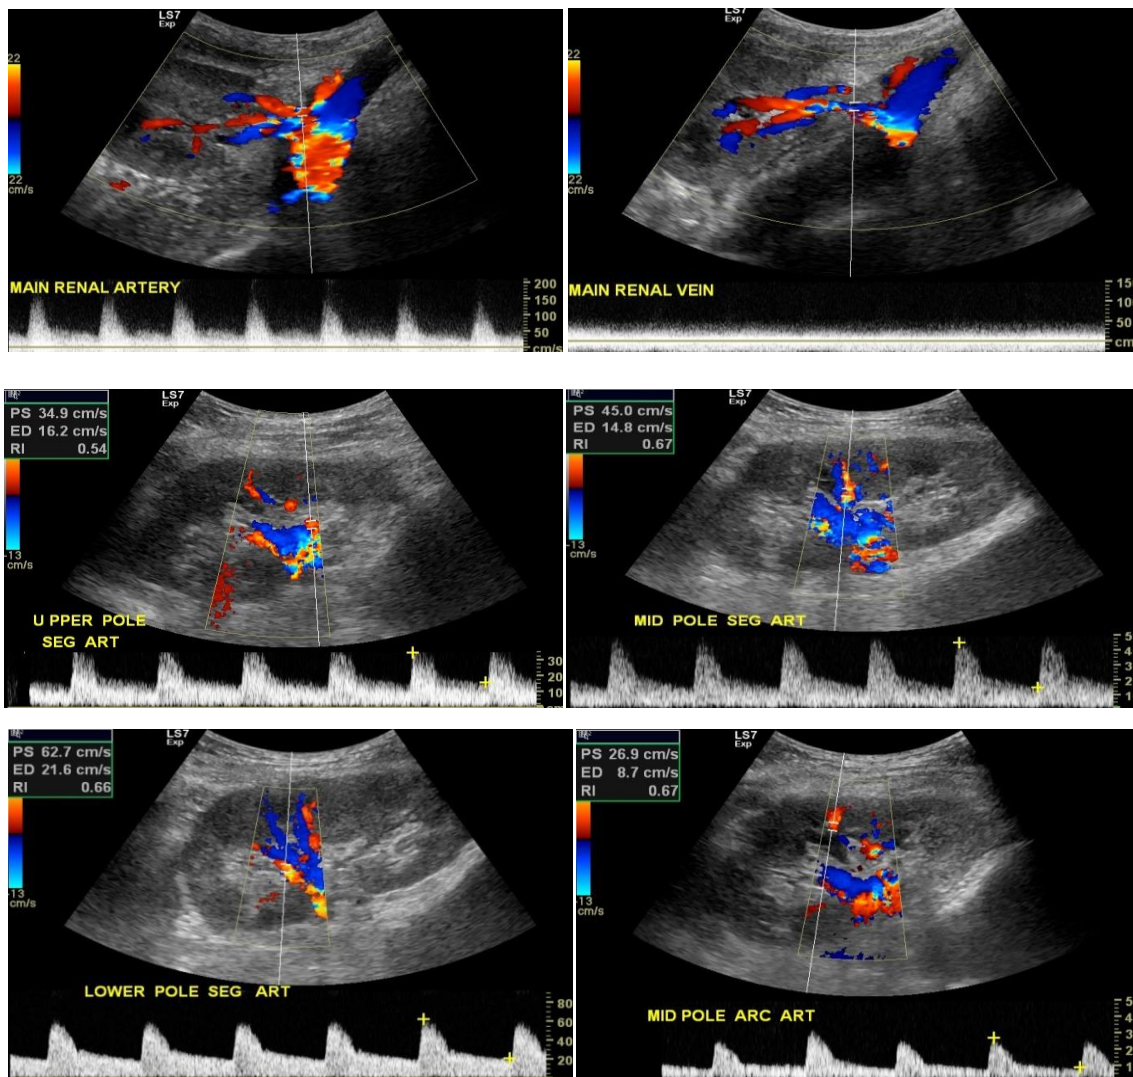 LS7
Exp
22
22
cm/s
MAIN RENAL ARTERY
200
150
100
50
cm/s
LS7
Exp
22
22
cm/s
MAIN RENAL VEIN
50
cm
PS 34.9 cm/s
ED 16.2 cm/s
RI 0.54
LS7
Exp
-13
cm/s
U PPER POLE
SEG ART
30
20
10
PS 45.0 cm/s
ED 14.8 cm/s
RI 0.67
LS7
Exp
-13
cm/s
MID POLE SEG ART
5
4
3
2
1
PS 62.7 cm/s
ED 21.6 cm/s
RI 0.66
LS7
Exp
-13
cm/s
LOWER POLE SEG ART
80
60
40
20
PS 26.9 cm/s
ED 8.7 cm/s
RI 0.67
LS7
Exp
-13
cm/s
MID POLE ARC ART
5
4
3
2
1